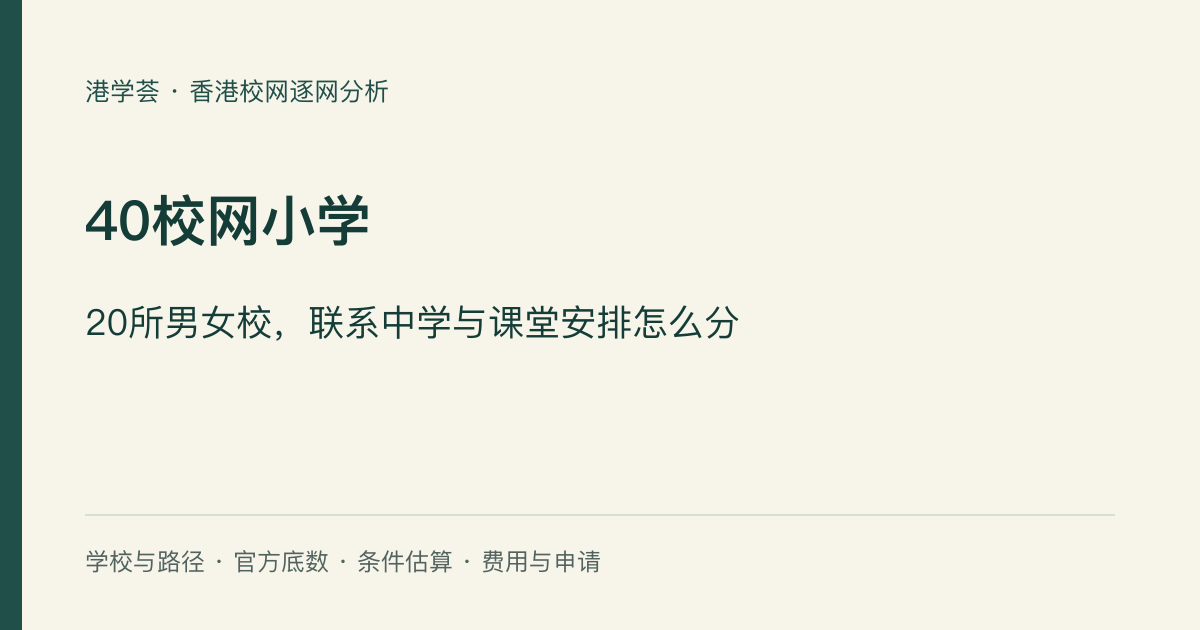 港学荟 · 香港校网逐网分析
40校网小学
20所男女校，联系中学与课堂安排怎么分
学校与路径 · 官方底数 · 条件估算 · 费用与申请